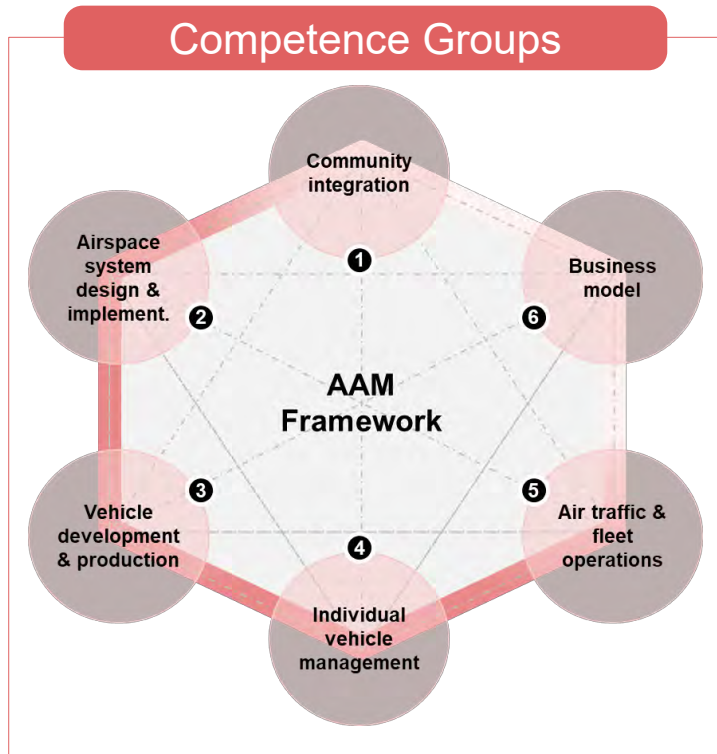 Competence Groups
Community
integration
1
Airspace
system
design &
implement.
2
Vehicle
development
& production
3
Individual
vehicle
management
4
Air traffic &
fleet
operations
5
Business
model
6
AAM
Framework